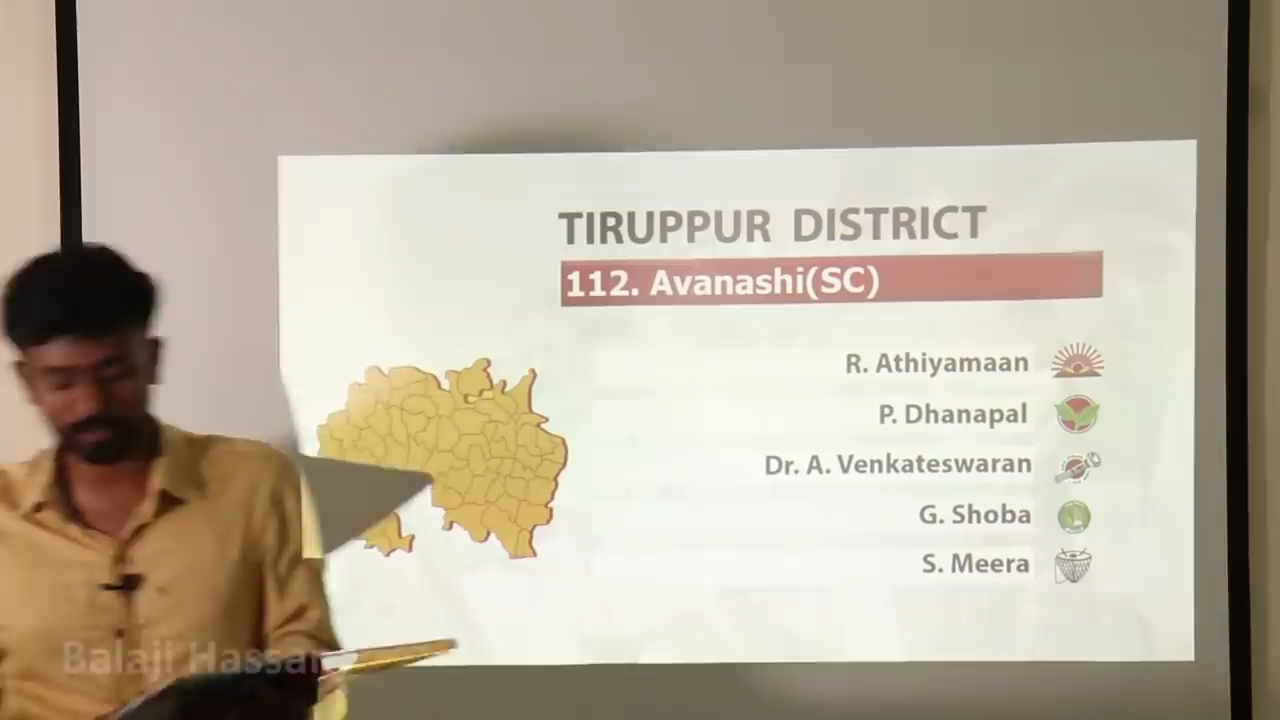 TIRUPPUR DISTRICT
112. Avanashi(SC)
R. Athiyamaan
P. Dhanapal
Dr. A. Venkateswaran
G. Shoba
S. Meera
Balaji Hassan